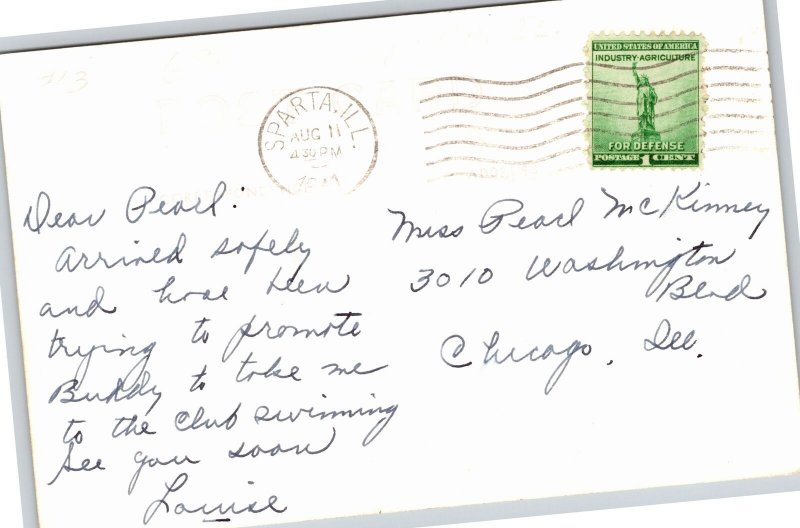 UNITED STATES OF AMERICA
INDUSTRY·AGRICULTURE
FOR DEFENSE
POSTAGE 1 CENT
SPARTA, ILL.
AUG 11
4 30 PM
1941
Dear Pearl:
Arrived safely
and have been
trying to promote
Buddy to take me
to the club swimming
See you soon
Louise
Miss Pearl McKinney
3010 Washington
Blvd
Chicago, Ill.